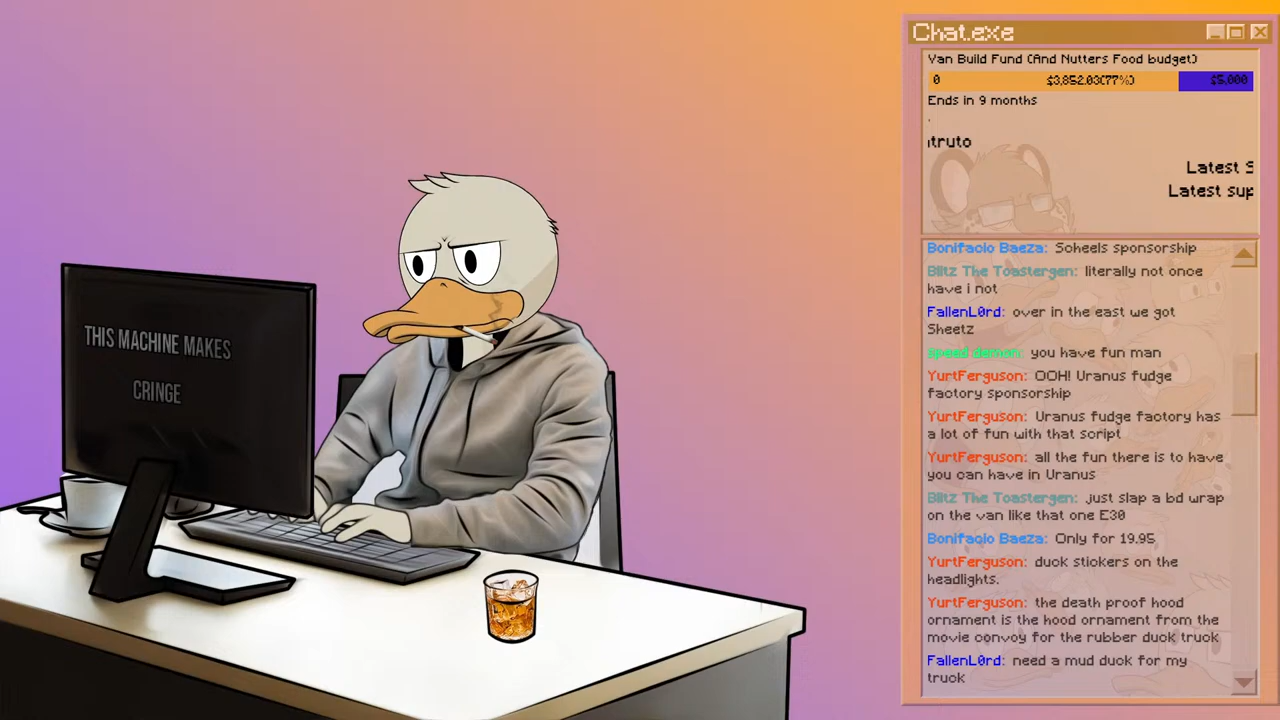 THIS MACHINE MAKES
CRINGE
Chat.exe
Van Build Fund (And Nutters Food budget)
0 $3,852.03(77%) $5,000
Ends in 9 months
truto
Latest S
Latest sup
Bonifacio Baeza: Scheels sponsorship
Blitz The Toastergen: literally not once
have i not
FallenL0rd: over in the east we got
Sheetz
speed demon: you have fun man
YurtFerguson: OOH! Uranus fudge
factory sponsorship
YurtFerguson: Uranus fudge factory has
a lot of fun with that script
YurtFerguson: all the fun there is to have
you can have in Uranus
Blitz The Toastergen: just slap a bd wrap
on the van like that one E30
Bonifacio Baeza: Only for 19.95
YurtFerguson: duck stickers on the
headlights.
YurtFerguson: the death proof hood
ornament is the hood ornament from the
movie convoy for the rubber duck truck
FallenL0rd: need a mud duck for my
truck